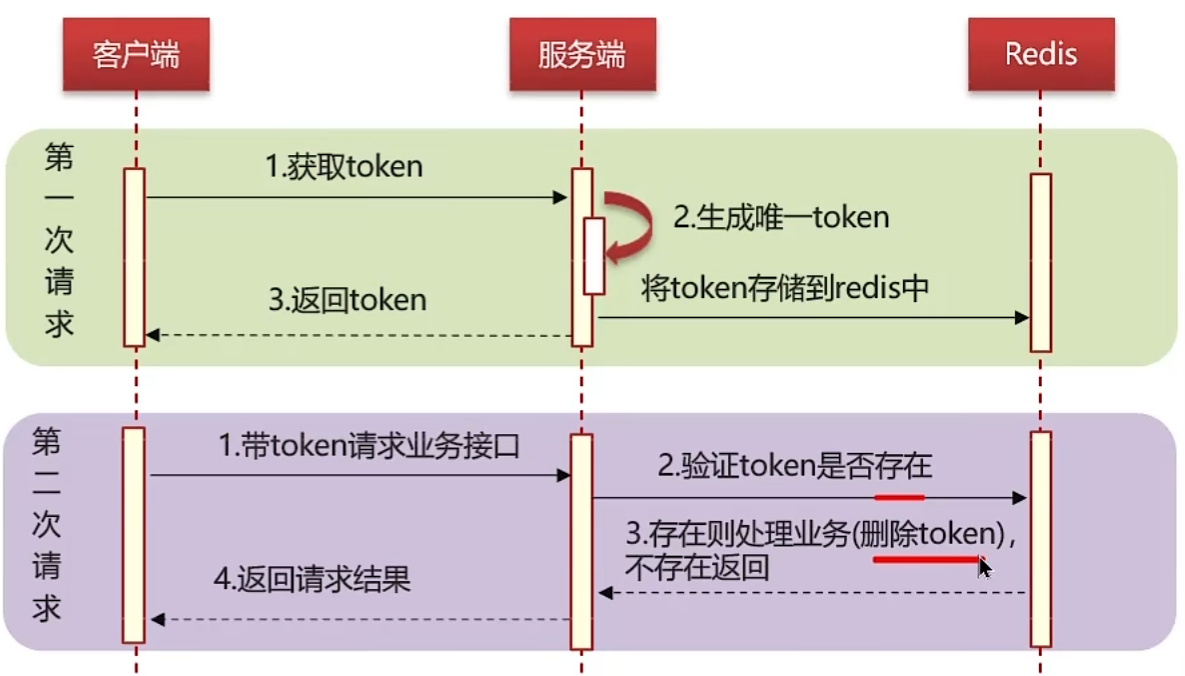 客户端
服务端
Redis
第一次请求
1.获取token
2.生成唯一token
将token存储到redis中
3.返回token
第二次请求
1.带token请求业务接口
2.验证token是否存在
3.存在则处理业务(删除token)，
不存在返回
4.返回请求结果